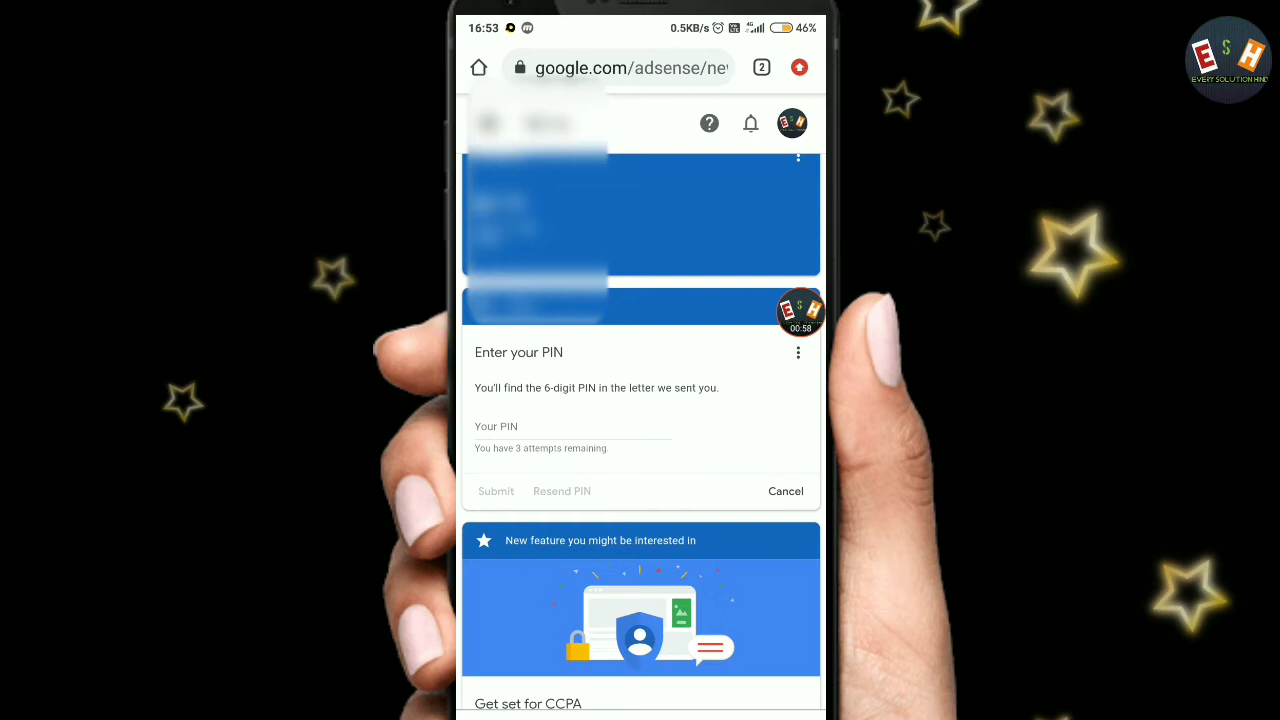 16:53
0.5KB/s 4G 46%
google.com/adsense/ne
2
E S H
EVERY SOLUTION HIND
E S H
E S H
00:58
Enter your PIN
You'll find the 6-digit PIN in the letter we sent you.
Your PIN
You have 3 attempts remaining.
Submit Resend PIN Cancel
New feature you might be interested in
Get set for CCPA